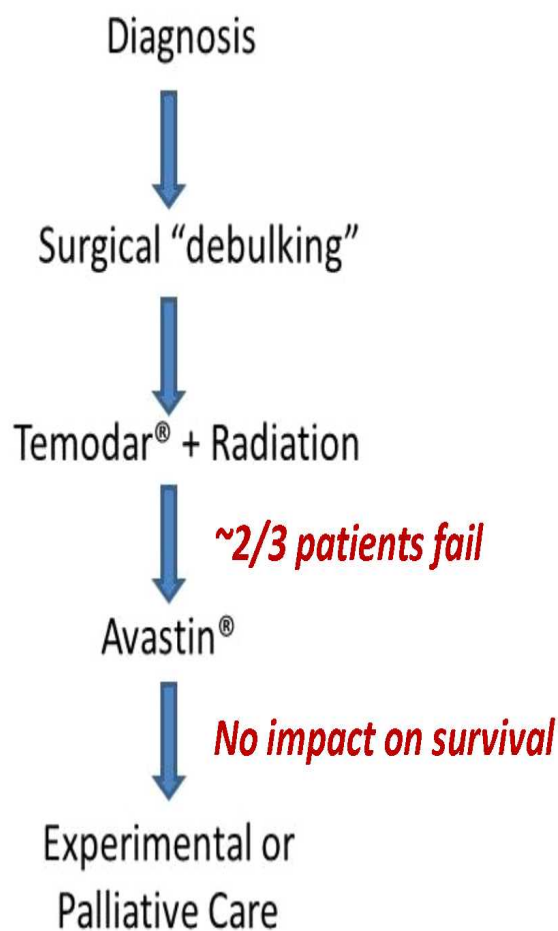 Diagnosis
Surgical “debulking”
Temodar® + Radiation
~2/3 patients fail
Avastin®
No impact on survival
Experimental or
Palliative Care